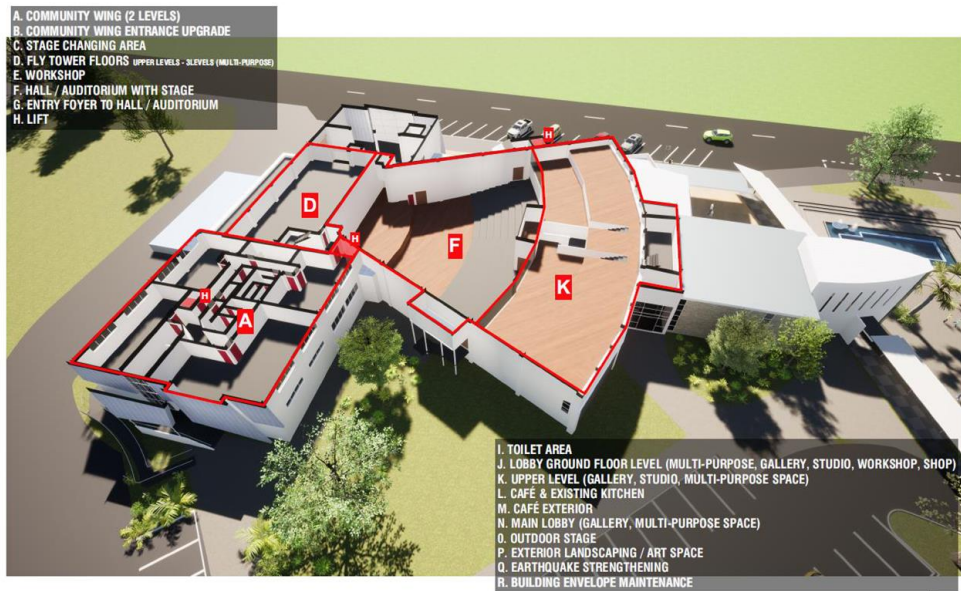 A. COMMUNITY WING (2 LEVELS)
B. COMMUNITY WING ENTRANCE UPGRADE
C. STAGE CHANGING AREA
D. FLY TOWER FLOORS UPPER LEVELS - 3LEVELS (MULTI-PURPOSE)
E. WORKSHOP
F. HALL / AUDITORIUM WITH STAGE
G. ENTRY FOYER TO HALL / AUDITORIUM
H. LIFT
H
D
H
F
K
H
A
I. TOILET AREA
J. LOBBY GROUND FLOOR LEVEL (MULTI-PURPOSE, GALLERY, STUDIO, WORKSHOP, SHOP)
K. UPPER LEVEL (GALLERY, STUDIO, MULTI-PURPOSE SPACE)
L. CAFÉ & EXISTING KITCHEN
M. CAFÉ EXTERIOR
N. MAIN LOBBY (GALLERY, MULTI-PURPOSE SPACE)
O. OUTDOOR STAGE
P. EXTERIOR LANDSCAPING / ART SPACE
Q. EARTHQUAKE STRENGTHENING
R. BUILDING ENVELOPE MAINTENANCE